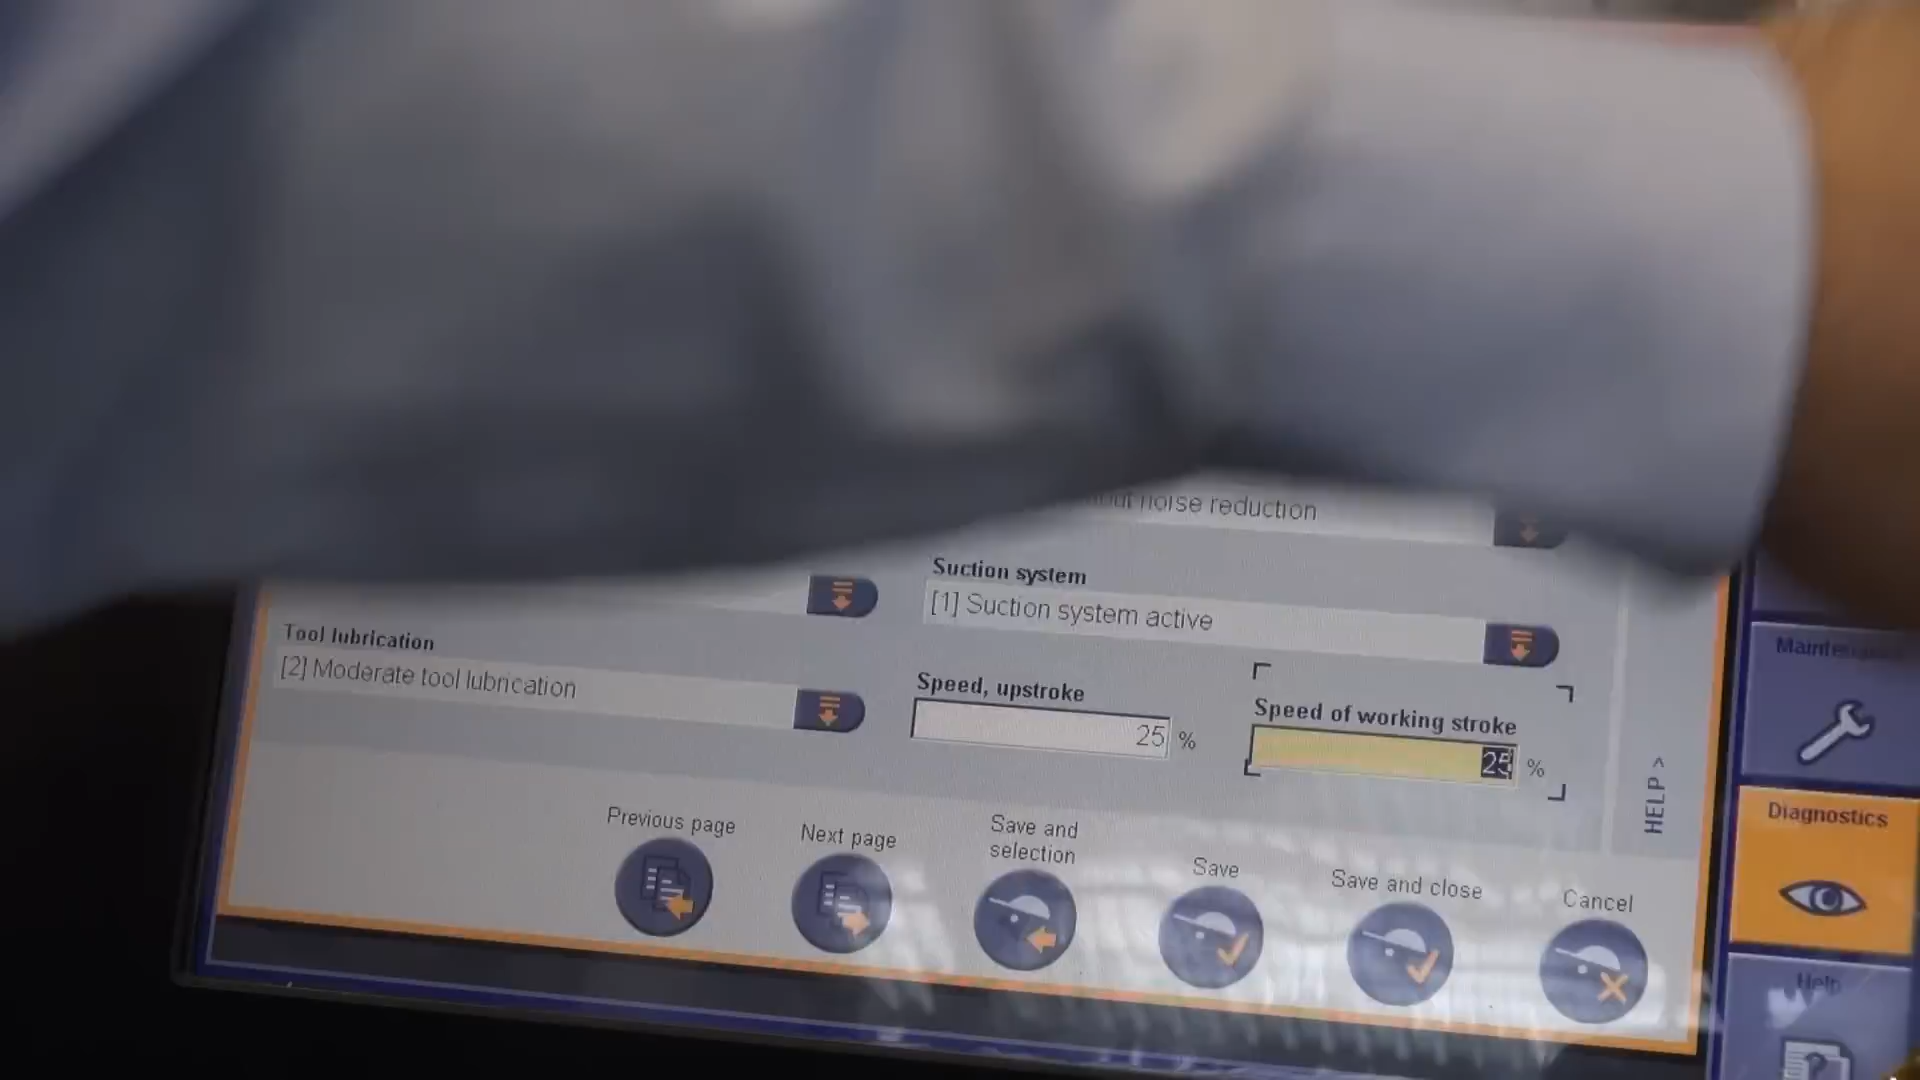 noise reduction
Suction system
[1] Suction system active
Tool lubrication
[2] Moderate tool lubrication
Speed, upstroke
25 %
Speed of working stroke
25 %
HELP >
Previous page
Next page
Save and
selection
Save
Save and close
Cancel
Diagnostics
Help